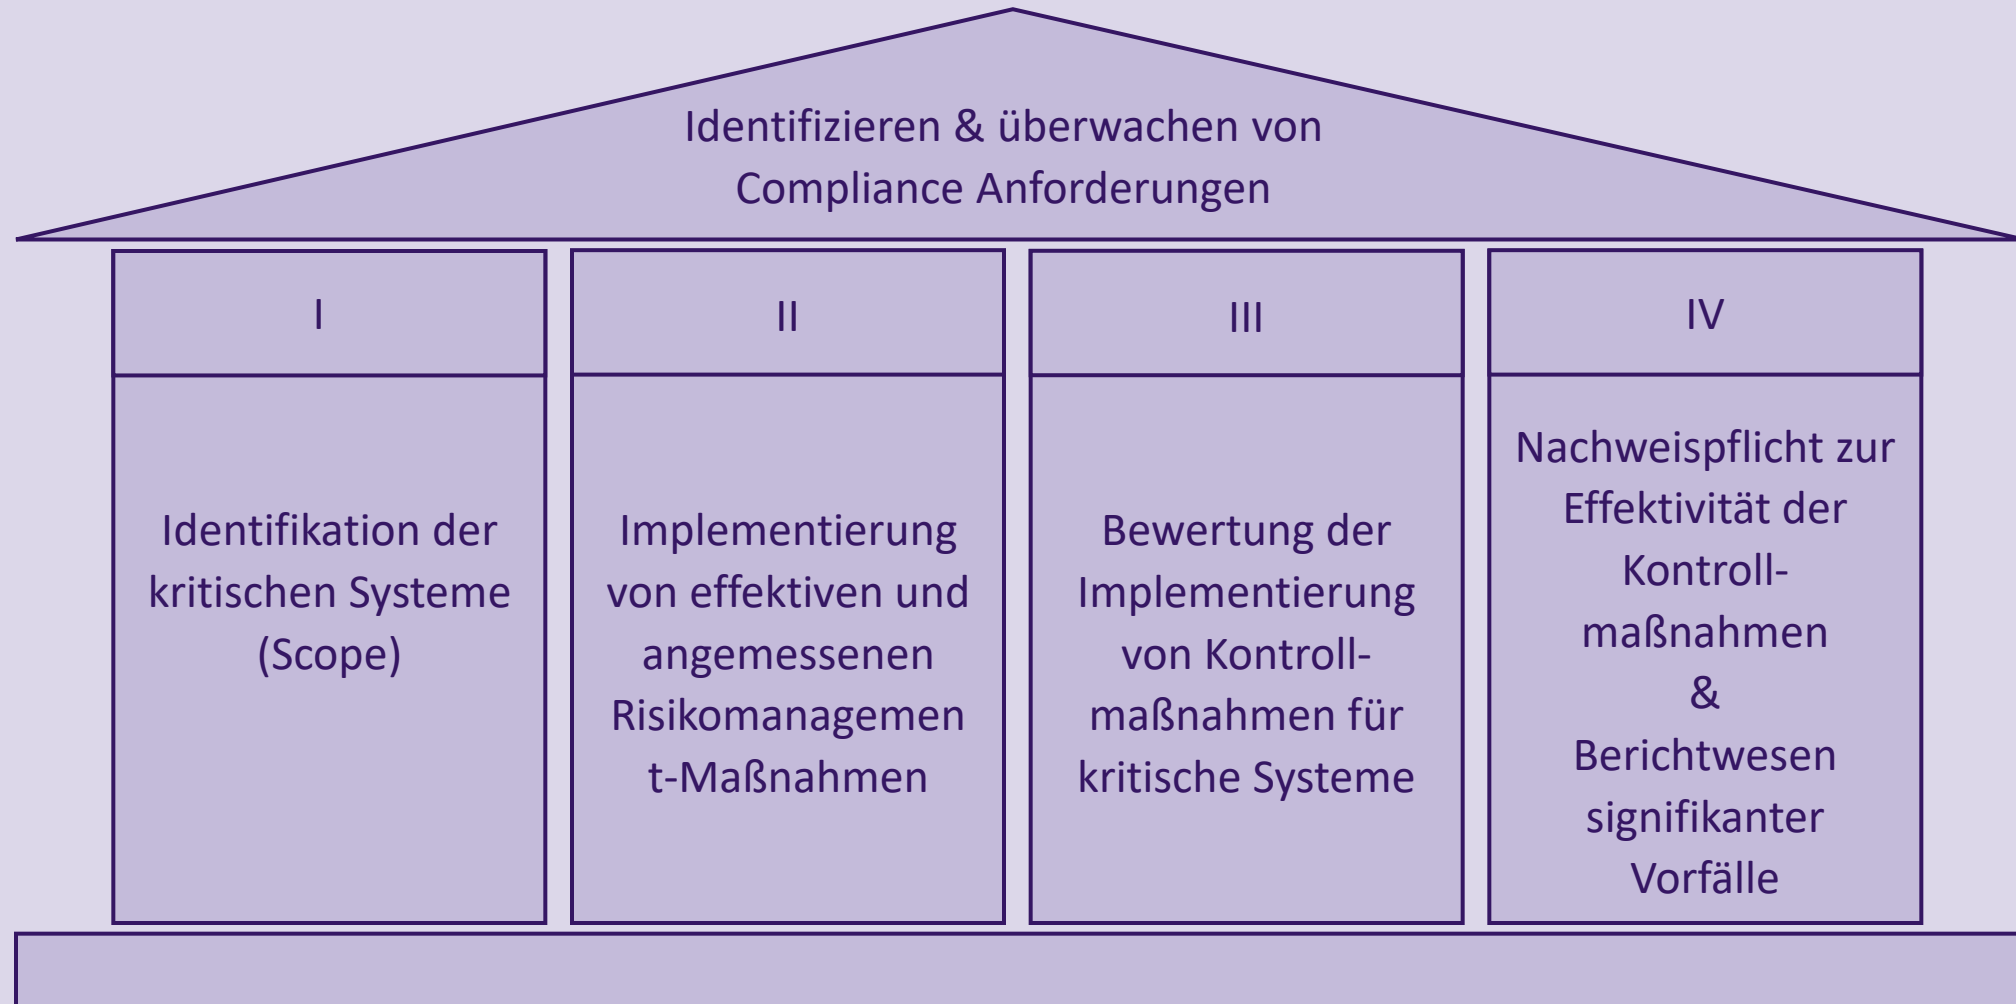 Identifizieren & überwachen von
Compliance Anforderungen
I
II
III
IV
Identifikation der
kritischen Systeme
(Scope)
Implementierung
von effektiven und
angemessenen
Risikomanagemen
t-Maßnahmen
Bewertung der
Implementierung
von Kontroll-
maßnahmen für
kritische Systeme
Nachweispflicht zur
Effektivität der
Kontroll-
maßnahmen
&
Berichtwesen
signifikanter
Vorfälle